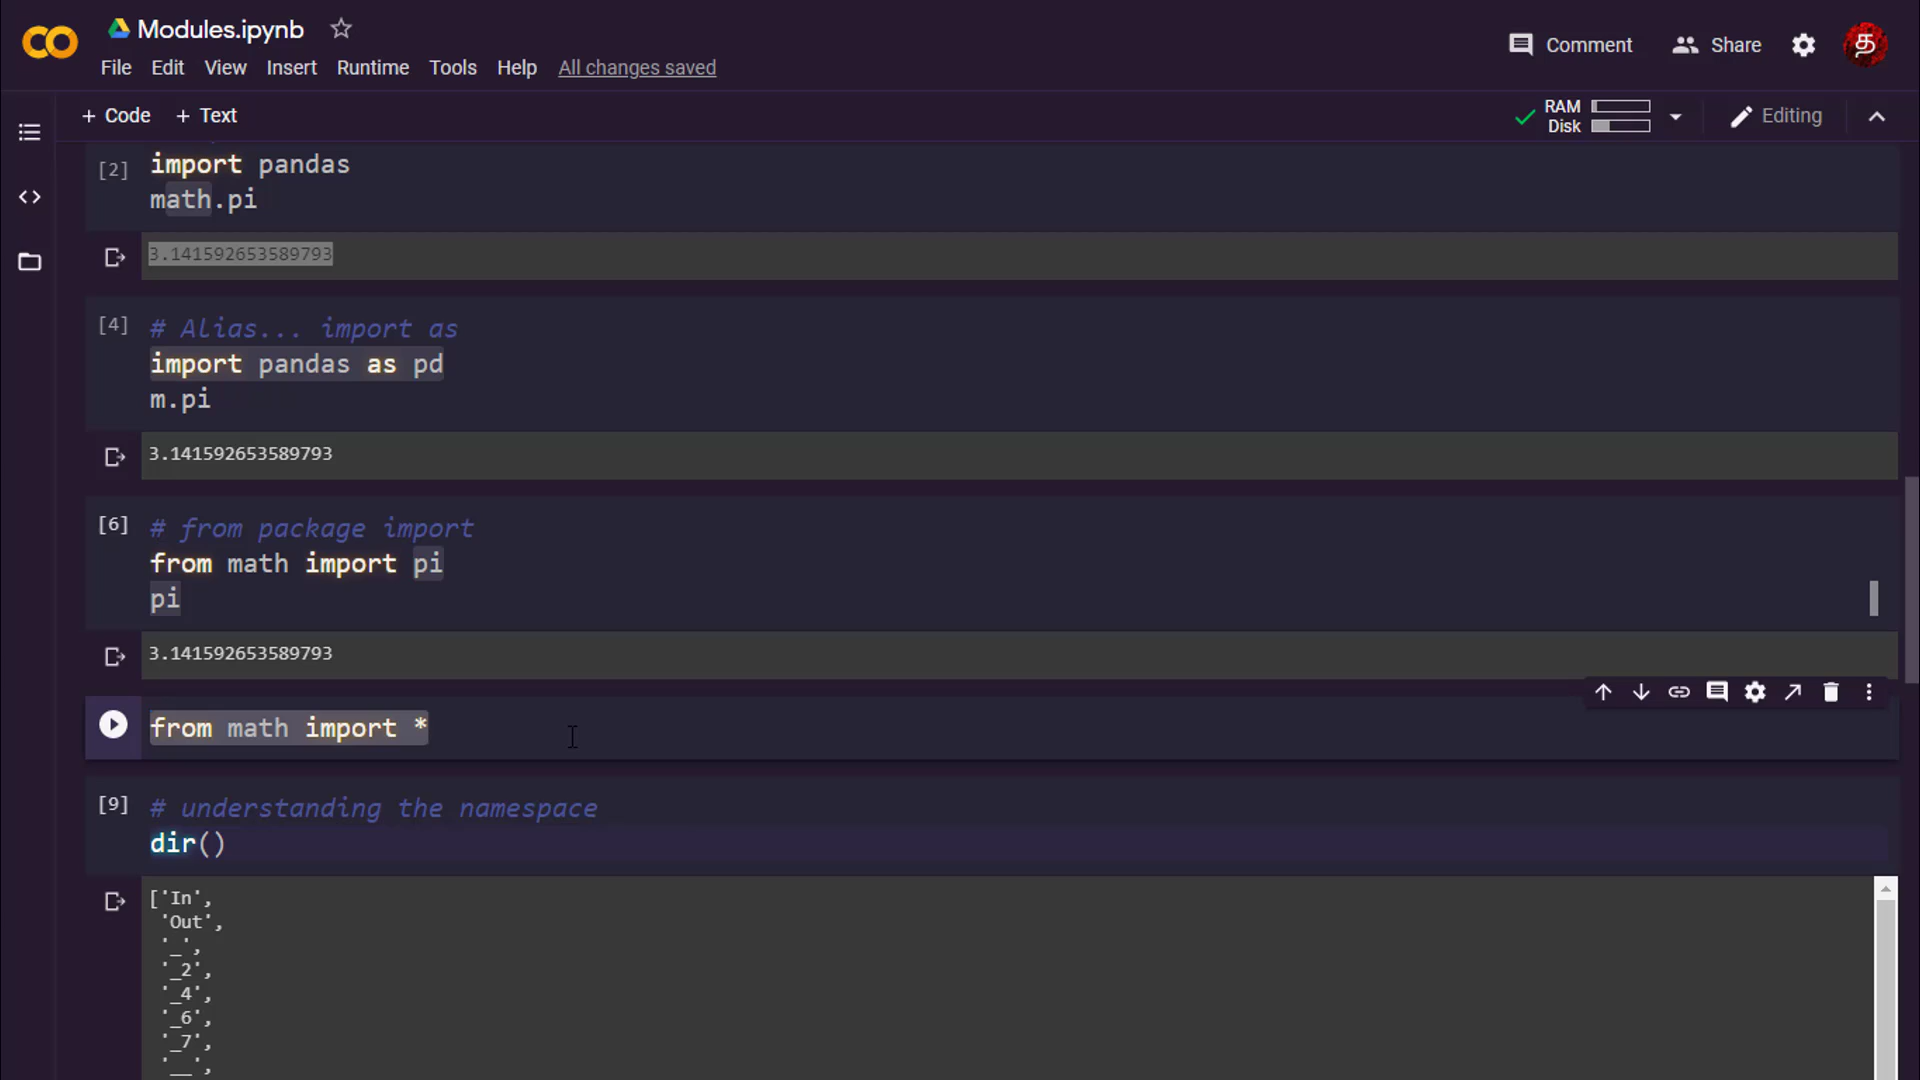 Modules.ipynb
File Edit View Insert Runtime Tools Help All changes saved
Comment Share
த
+ Code + Text
RAM
Disk
Editing
[2]
import pandas
math.pi
3.141592653589793
[4]
# Alias... import as
import pandas as pd
m.pi
3.141592653589793
[6]
# from package import
from math import pi
pi
3.141592653589793
from math import *
[9]
# understanding the namespace
dir()
['In',
'Out',
'_',
'_2',
'_4',
'_6',
'_7',
'__',